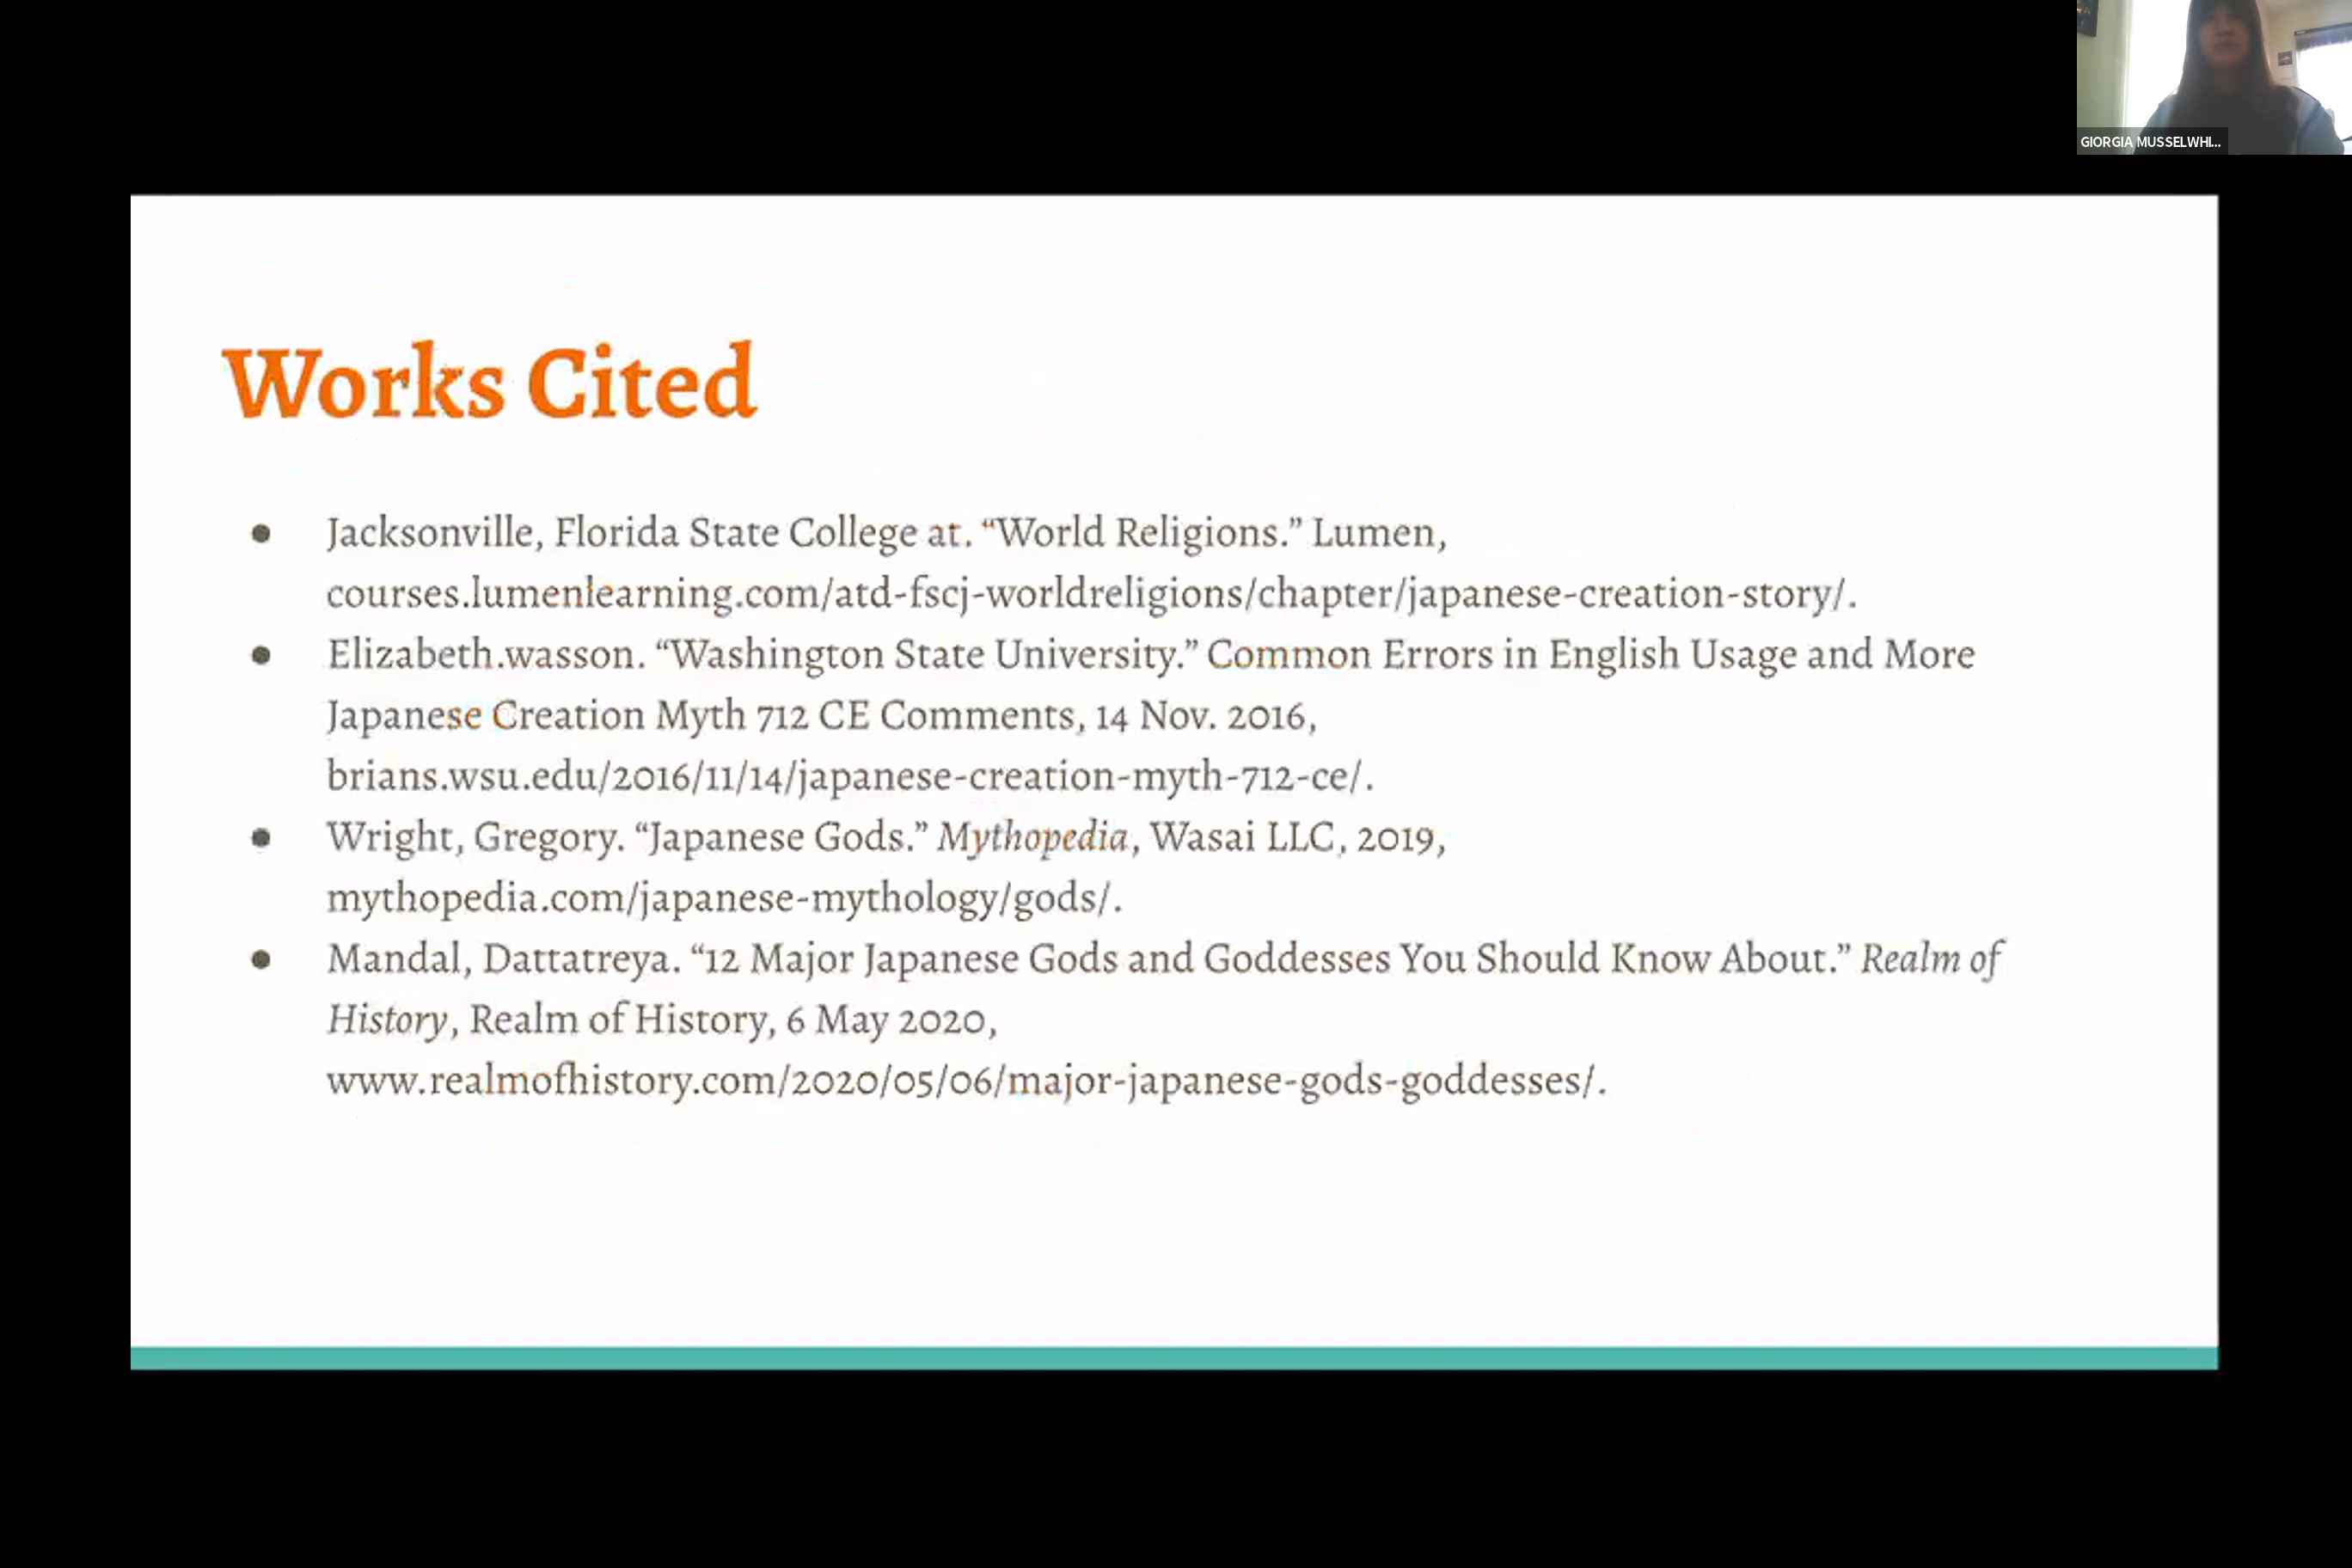 GIORGIA MUSSELWHI...
Works Cited
● Jacksonville, Florida State College at. “World Religions.” Lumen,
courses.lumenlearning.com/atd-fscj-worldreligions/chapter/japanese-creation-story/.
● Elizabeth.wasson. “Washington State University.” Common Errors in English Usage and More
Japanese Creation Myth 712 CE Comments, 14 Nov. 2016,
brians.wsu.edu/2016/11/14/japanese-creation-myth-712-ce/.
● Wright, Gregory. “Japanese Gods.” Mythopedia, Wasai LLC, 2019,
mythopedia.com/japanese-mythology/gods/.
● Mandal, Dattatreya. “12 Major Japanese Gods and Goddesses You Should Know About.” Realm of
History, Realm of History, 6 May 2020,
www.realmofhistory.com/2020/05/06/major-japanese-gods-goddesses/.